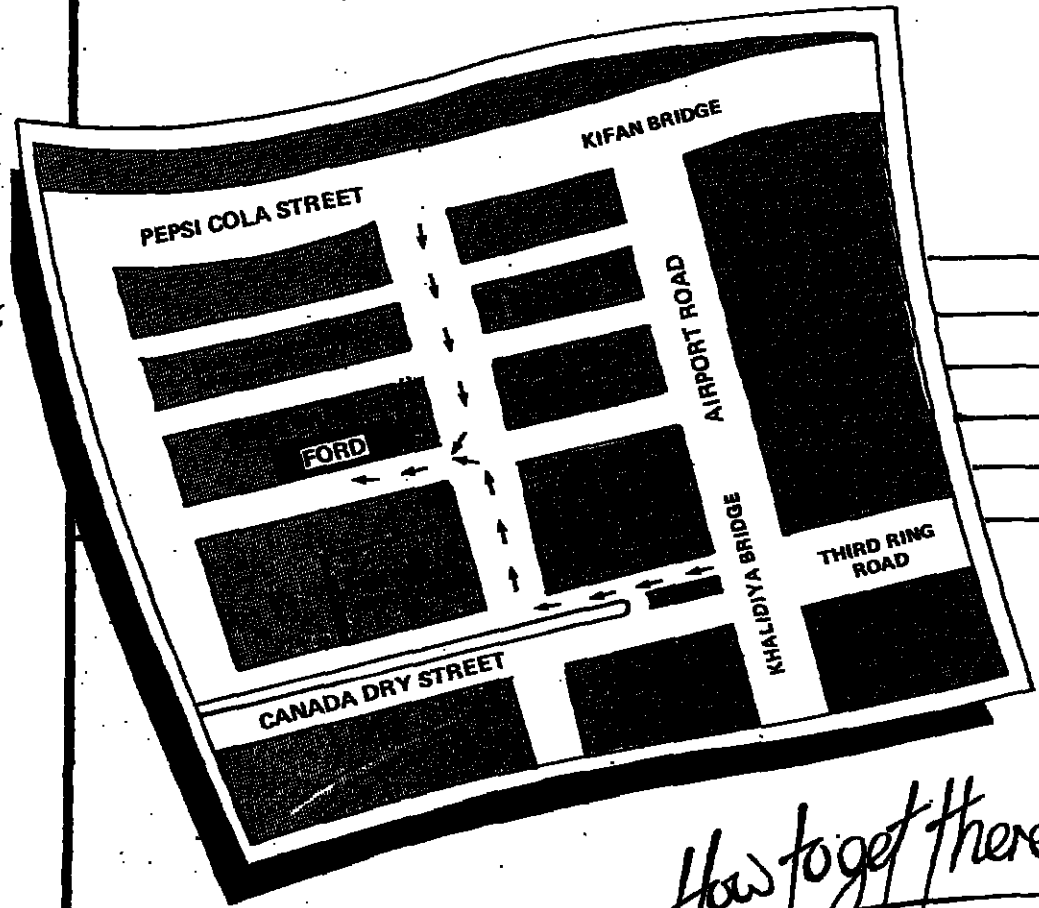 KIFAN BRIDGE
PEPSI COLA STREET
AIRPORT ROAD
FORD
KHALIDIYA BRIDGE
THIRD RING
ROAD
CANADA DRY STREET
How to get there